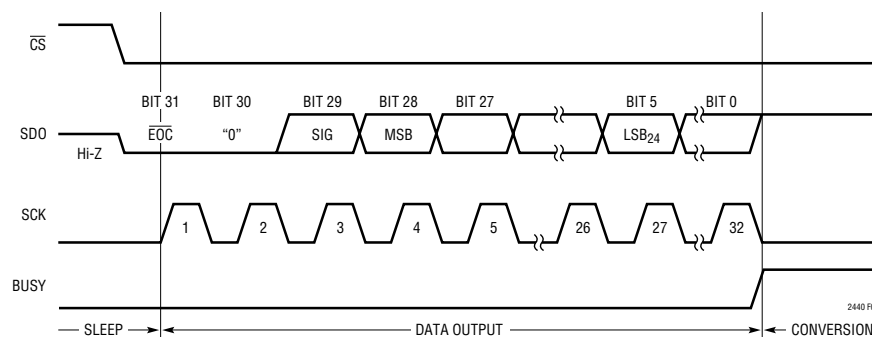 CS
BIT 31 BIT 30 BIT 29 BIT 28 BIT 27 BIT 5 BIT 0
SDO EOC "0" SIG MSB LSB24
Hi-Z
SCK 1 2 3 4 5 26 27 32
BUSY
2440 F
SLEEP DATA OUTPUT CONVERSION